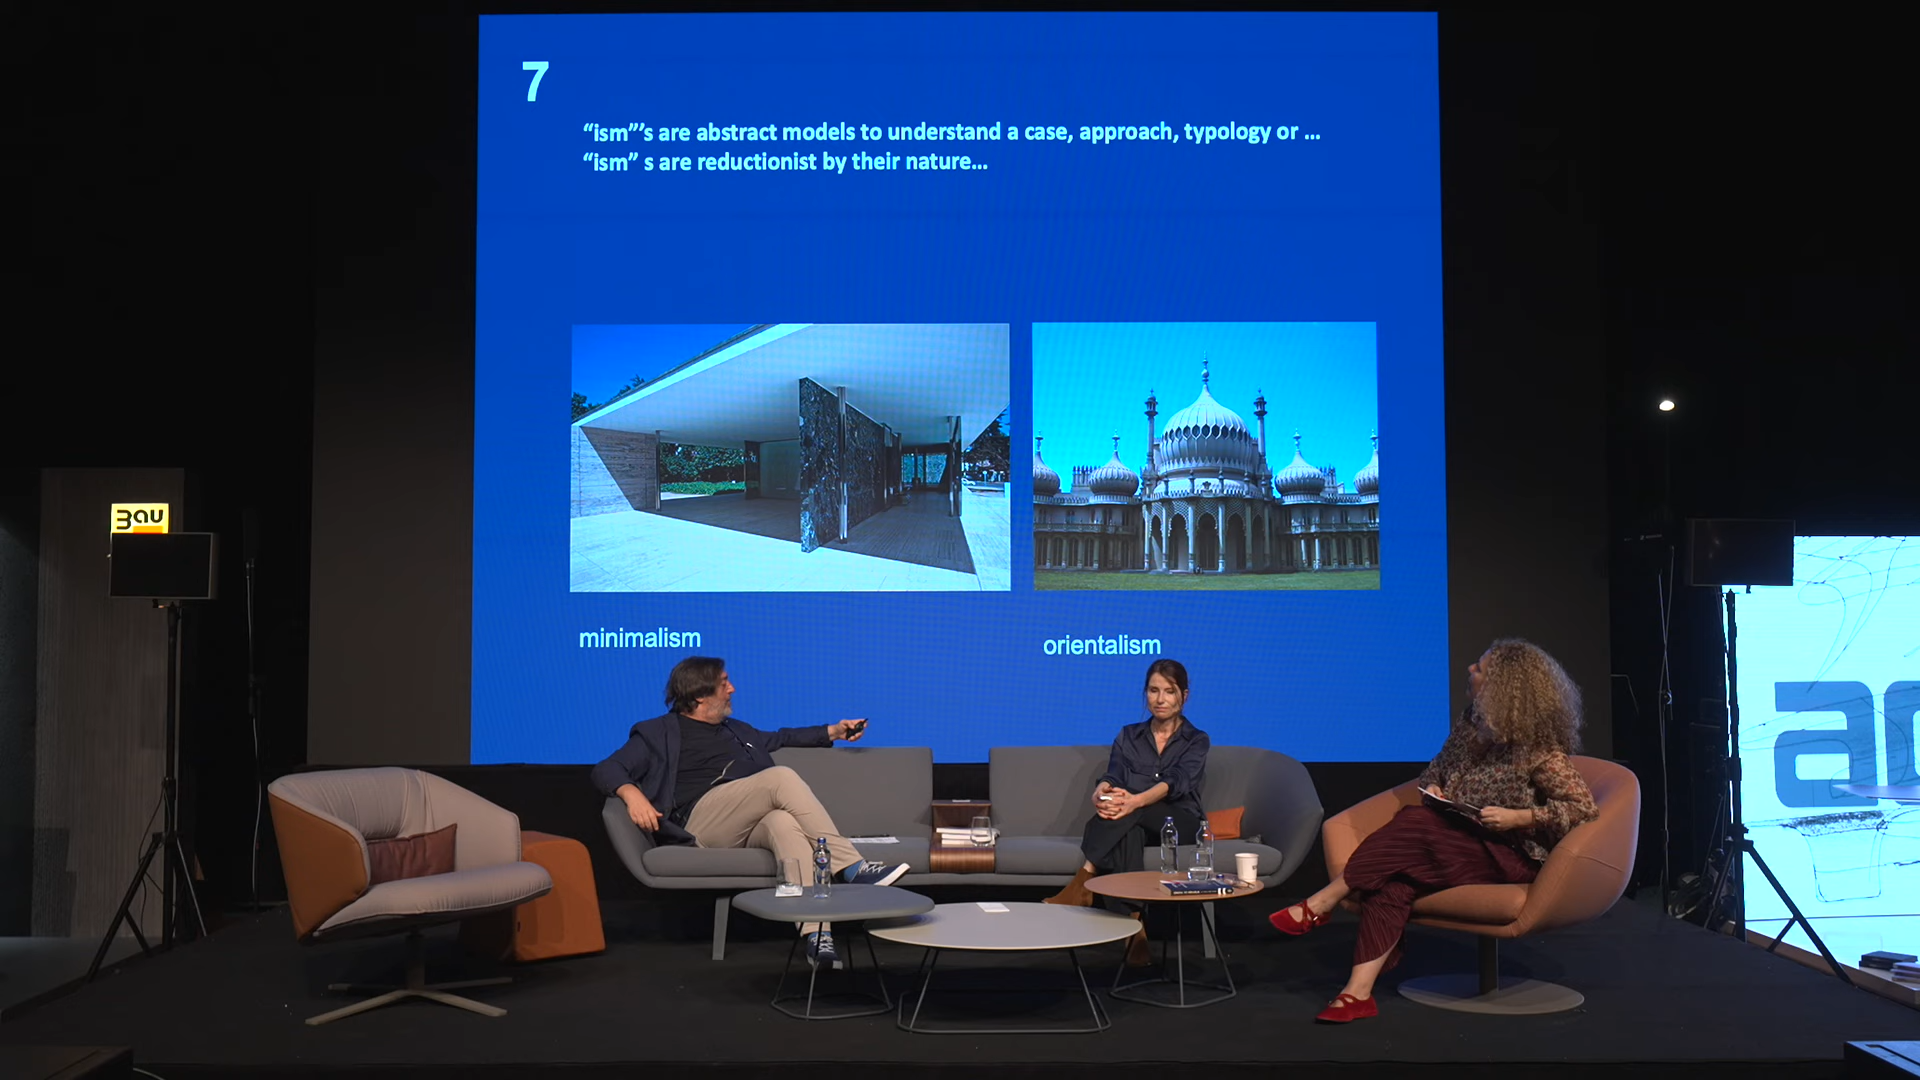 7
“ism”’s are abstract models to understand a case, approach, typology or ...
“ism” s are reductionist by their nature...
minimalism
orientalism
Bau